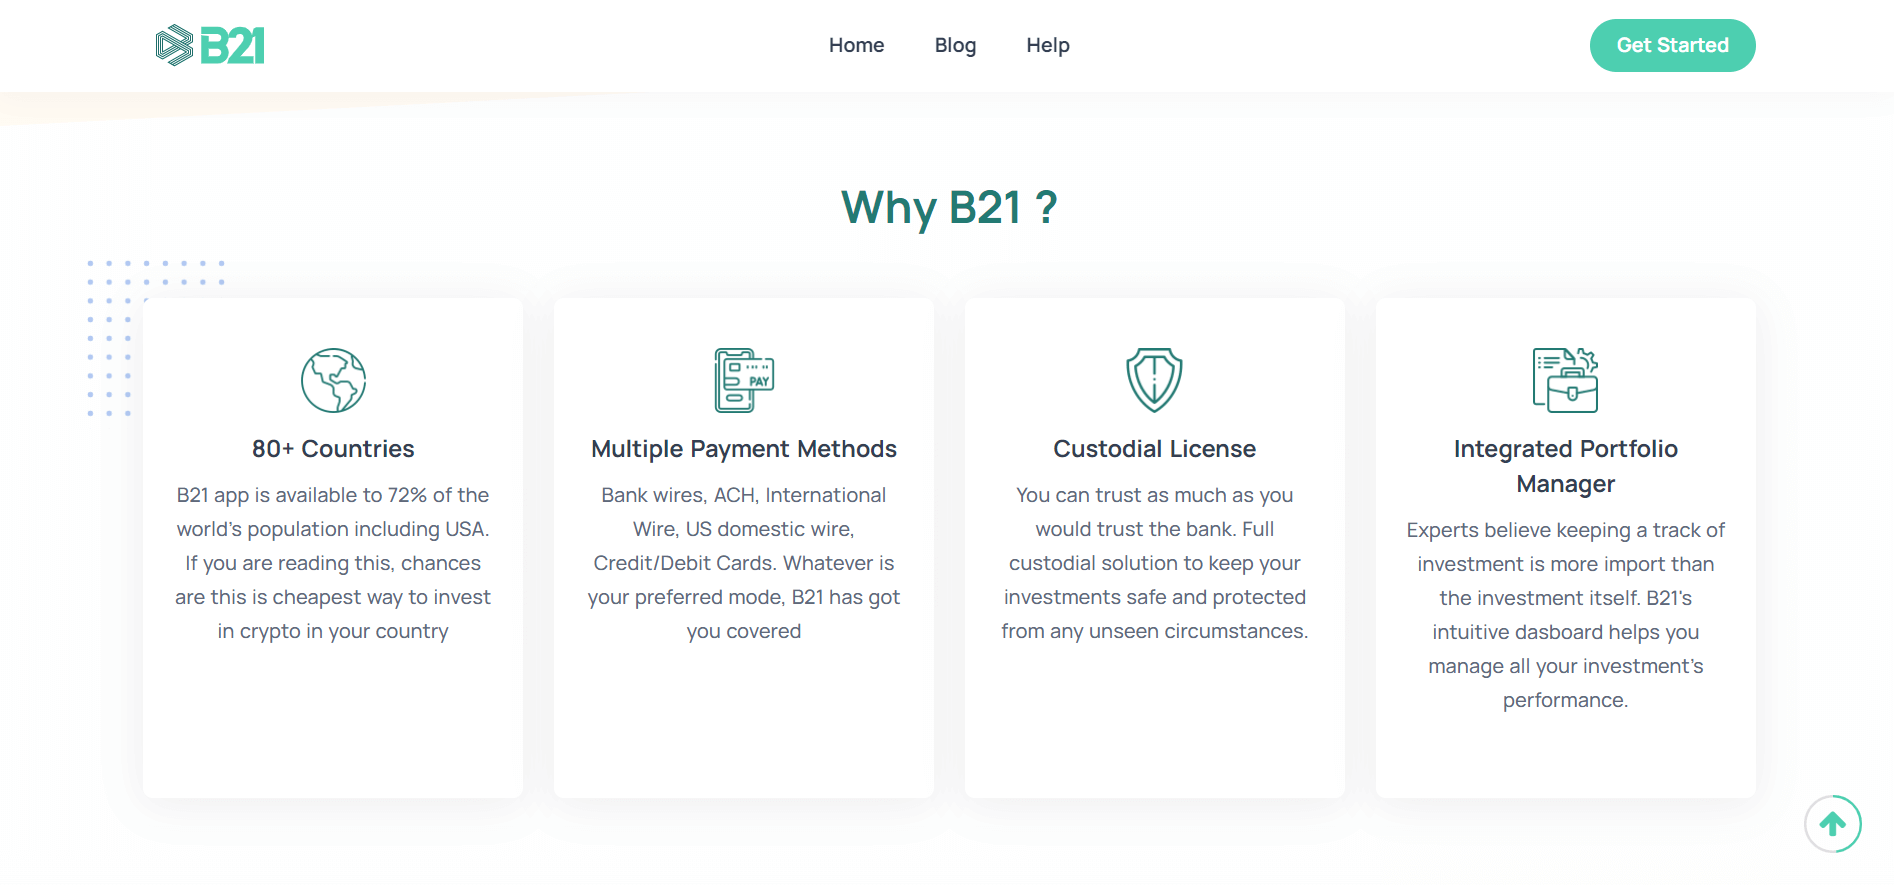 B21
Home
Blog
Help
Get Started
Why B21 ?
80+ Countries
B21 app is available to 72% of the
world's population including USA.
If you are reading this, chances
are this is cheapest way to invest
in crypto in your country
PAY
Multiple Payment Methods
Bank wires, ACH, International
Wire, US domestic wire,
Credit/Debit Cards. Whatever is
your preferred mode, B21 has got
you covered
Custodial License
You can trust as much as you
would trust the bank. Full
custodial solution to keep your
investments safe and protected
from any unseen circumstances.
Integrated Portfolio
Manager
Experts believe keeping a track of
investment is more import than
the investment itself. B21's
intuitive dasboard helps you
manage all your investment's
performance.